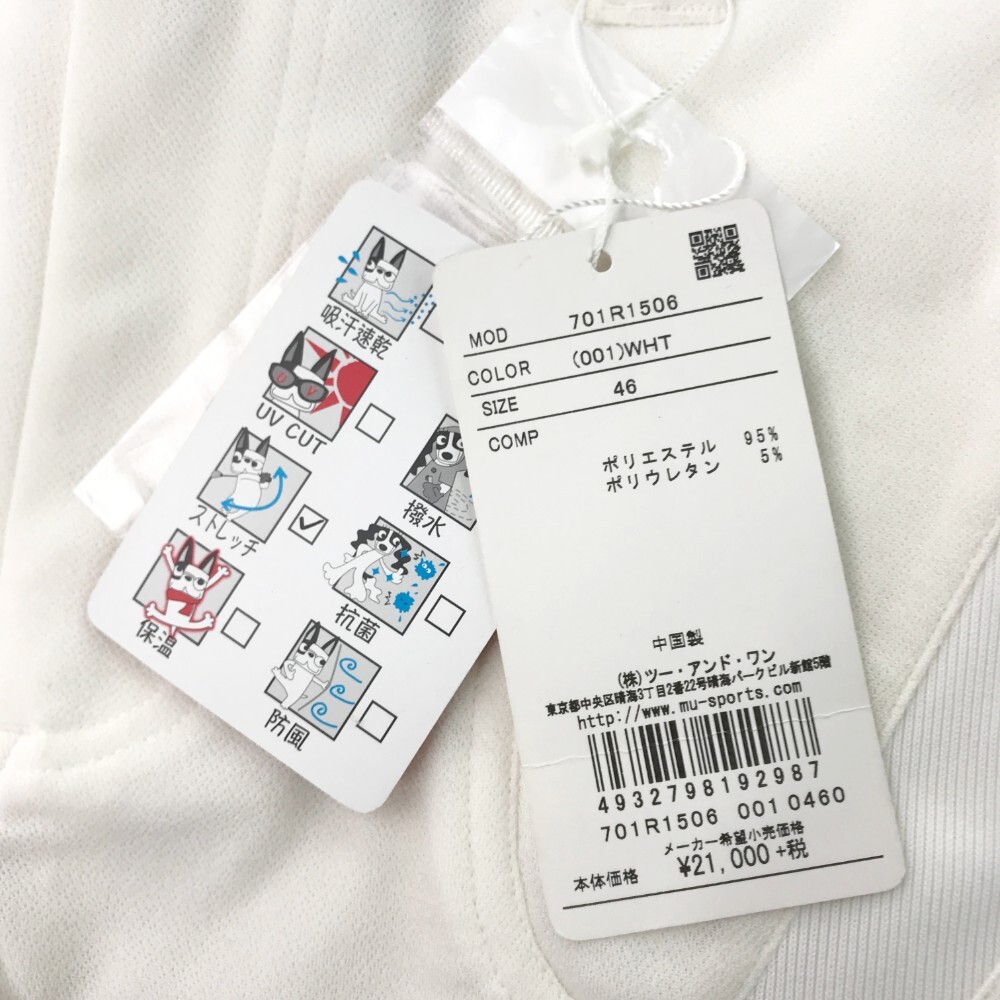 吸汗速乾
UV CUT
ストレッチ
保温
撥水
抗菌
防風
MOD 701R1506
COLOR (001)WHT
SIZE 46
COMP
ポリエステル 95%
ポリウレタン 5%
中国製
(株)ツー・アンド・ワン
東京都中央区晴海3丁目2番22号晴海パークビル新館5階
http://www.mu-sports.com
4932798192987
701R1506 001 0460
メーカー希望小売価格
本体価格 ¥21,000+税